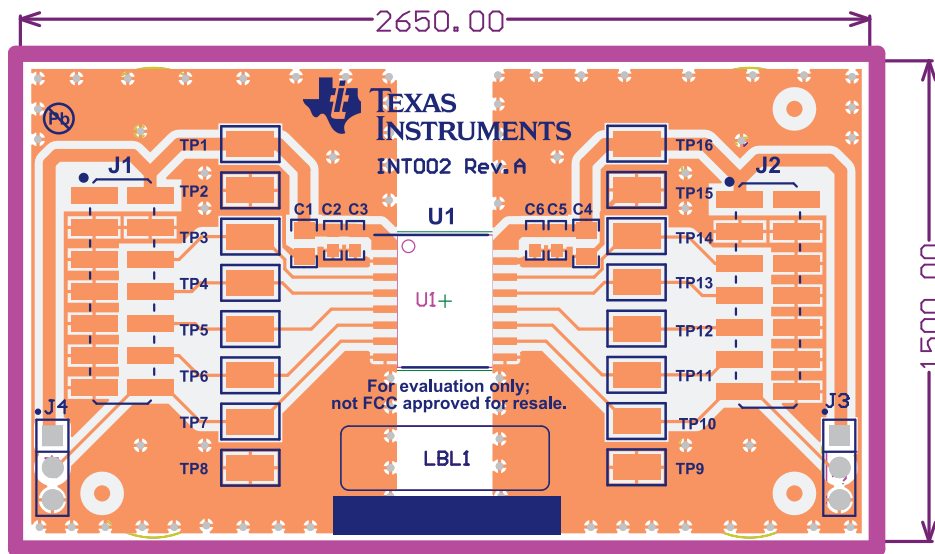 2650.00
TEXAS
INSTRUMENTS
INT002 Rev.A
Pb
TP1
TP16
J1
J2
TP2
TP15
C1 C2 C3
U1
C6 C5 C4
TP3
TP14
TP4
TP13
U1+
1500.00
TP5
TP12
TP6
TP11
For evaluation only;
not FCC approved for resale.
J4
J3
TP7
TP10
LBL1
TP8
TP9